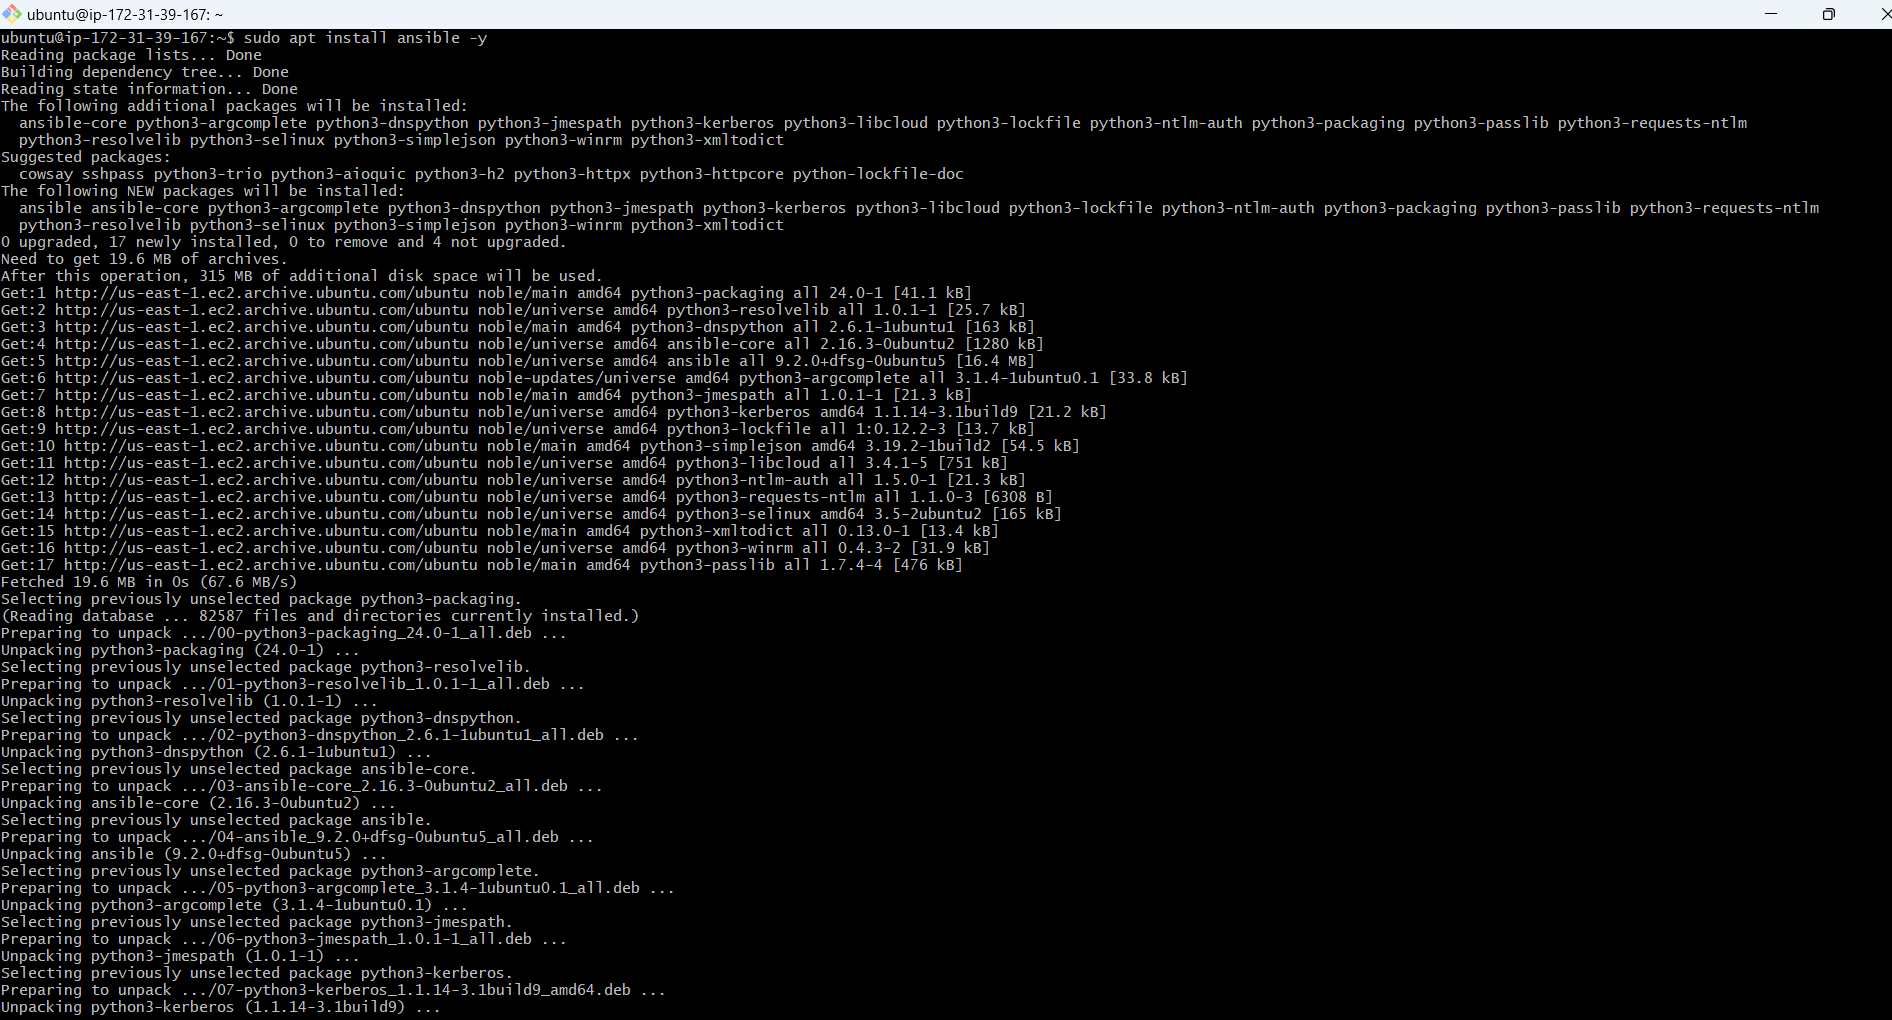 ubuntu@ip-172-31-39-167: ~
ubuntu@ip-172-31-39-167:~$ sudo apt install ansible -y
Reading package lists... Done
Building dependency tree... Done
Reading state information... Done
The following additional packages will be installed:
  ansible-core python3-argcomplete python3-dnspython python3-jmespath python3-kerberos python3-libcloud python3-lockfile python3-ntlm-auth python3-packaging python3-passlib python3-requests-ntlm
  python3-resolvelib python3-selinux python3-simplejson python3-winrm python3-xmltodict
Suggested packages:
  cowsay sshpass python3-trio python3-aioquic python3-h2 python3-httpx python3-httpcore python-lockfile-doc
The following NEW packages will be installed:
  ansible ansible-core python3-argcomplete python3-dnspython python3-jmespath python3-kerberos python3-libcloud python3-lockfile python3-ntlm-auth python3-packaging python3-passlib python3-requests-ntlm
  python3-resolvelib python3-selinux python3-simplejson python3-winrm python3-xmltodict
0 upgraded, 17 newly installed, 0 to remove and 4 not upgraded.
Need to get 19.6 MB of archives.
After this operation, 315 MB of additional disk space will be used.
Get:1 http://us-east-1.ec2.archive.ubuntu.com/ubuntu noble/main amd64 python3-packaging all 24.0-1 [41.1 kB]
Get:2 http://us-east-1.ec2.archive.ubuntu.com/ubuntu noble/universe amd64 python3-resolvelib all 1.0.1-1 [25.7 kB]
Get:3 http://us-east-1.ec2.archive.ubuntu.com/ubuntu noble/main amd64 python3-dnspython all 2.6.1-1ubuntu1 [163 kB]
Get:4 http://us-east-1.ec2.archive.ubuntu.com/ubuntu noble/universe amd64 ansible-core all 2.16.3-0ubuntu2 [1280 kB]
Get:5 http://us-east-1.ec2.archive.ubuntu.com/ubuntu noble/universe amd64 ansible all 9.2.0+dfsg-0ubuntu5 [16.4 MB]
Get:6 http://us-east-1.ec2.archive.ubuntu.com/ubuntu noble-updates/universe amd64 python3-argcomplete all 3.1.4-1ubuntu0.1 [33.8 kB]
Get:7 http://us-east-1.ec2.archive.ubuntu.com/ubuntu noble/main amd64 python3-jmespath all 1.0.1-1 [21.3 kB]
Get:8 http://us-east-1.ec2.archive.ubuntu.com/ubuntu noble/universe amd64 python3-kerberos amd64 1.1.14-3.1build9 [21.2 kB]
Get:9 http://us-east-1.ec2.archive.ubuntu.com/ubuntu noble/universe amd64 python3-lockfile all 1:0.12.2-3 [13.7 kB]
Get:10 http://us-east-1.ec2.archive.ubuntu.com/ubuntu noble/main amd64 python3-simplejson amd64 3.19.2-1build2 [54.5 kB]
Get:11 http://us-east-1.ec2.archive.ubuntu.com/ubuntu noble/universe amd64 python3-libcloud all 3.4.1-5 [751 kB]
Get:12 http://us-east-1.ec2.archive.ubuntu.com/ubuntu noble/universe amd64 python3-ntlm-auth all 1.5.0-1 [21.3 kB]
Get:13 http://us-east-1.ec2.archive.ubuntu.com/ubuntu noble/universe amd64 python3-requests-ntlm all 1.1.0-3 [6308 B]
Get:14 http://us-east-1.ec2.archive.ubuntu.com/ubuntu noble/universe amd64 python3-selinux amd64 3.5-2ubuntu2 [165 kB]
Get:15 http://us-east-1.ec2.archive.ubuntu.com/ubuntu noble/main amd64 python3-xmltodict all 0.13.0-1 [13.4 kB]
Get:16 http://us-east-1.ec2.archive.ubuntu.com/ubuntu noble/universe amd64 python3-winrm all 0.4.3-2 [31.9 kB]
Get:17 http://us-east-1.ec2.archive.ubuntu.com/ubuntu noble/main amd64 python3-passlib all 1.7.4-4 [476 kB]
Fetched 19.6 MB in 0s (67.6 MB/s)
Selecting previously unselected package python3-packaging.
(Reading database ... 82587 files and directories currently installed.)
Preparing to unpack .../00-python3-packaging_24.0-1_all.deb ...
Unpacking python3-packaging (24.0-1) ...
Selecting previously unselected package python3-resolvelib.
Preparing to unpack .../01-python3-resolvelib_1.0.1-1_all.deb ...
Unpacking python3-resolvelib (1.0.1-1) ...
Selecting previously unselected package python3-dnspython.
Preparing to unpack .../02-python3-dnspython_2.6.1-1ubuntu1_all.deb ...
Unpacking python3-dnspython (2.6.1-1ubuntu1) ...
Selecting previously unselected package ansible-core.
Preparing to unpack .../03-ansible-core_2.16.3-0ubuntu2_all.deb ...
Unpacking ansible-core (2.16.3-0ubuntu2) ...
Selecting previously unselected package ansible.
Preparing to unpack .../04-ansible_9.2.0+dfsg-0ubuntu5_all.deb ...
Unpacking ansible (9.2.0+dfsg-0ubuntu5) ...
Selecting previously unselected package python3-argcomplete.
Preparing to unpack .../05-python3-argcomplete_3.1.4-1ubuntu0.1_all.deb ...
Unpacking python3-argcomplete (3.1.4-1ubuntu0.1) ...
Selecting previously unselected package python3-jmespath.
Preparing to unpack .../06-python3-jmespath_1.0.1-1_all.deb ...
Unpacking python3-jmespath (1.0.1-1) ...
Selecting previously unselected package python3-kerberos.
Preparing to unpack .../07-python3-kerberos_1.1.14-3.1build9_amd64.deb ...
Unpacking python3-kerberos (1.1.14-3.1build9) ...